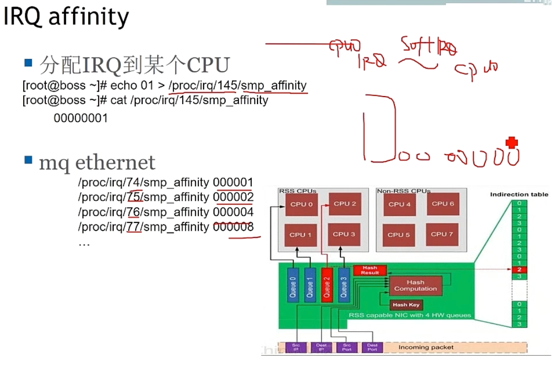 IRQ affinity
分配IRQ到某个CPU
[root@boss ~]# echo 01 > /proc/irq/145/smp_affinity
[root@boss ~]# cat /proc/irq/145/smp_affinity
00000001
mq ethernet
/proc/irq/74/smp_affinity 000001
/proc/irq/75/smp_affinity 000002
/proc/irq/76/smp_affinity 000004
/proc/irq/77/smp_affinity 000008
...
CPU0
IRQ
Soft IRQ
CPU0
RSS CPUs
Non-RSS CPUs
Indirection table
CPU 0
CPU 2
CPU 4
CPU 6
CPU 1
CPU 3
CPU 5
CPU 7
0
1
2
3
0
1
2
3
0
1
2
3
Queue 0
Queue 1
Queue 2
Queue 3
Hash Result
Hash Computation
Hash Key
RSS capable NIC with 4 HW queues
Src IP
Dest IP
Src Port
Dest Port
Incoming packet